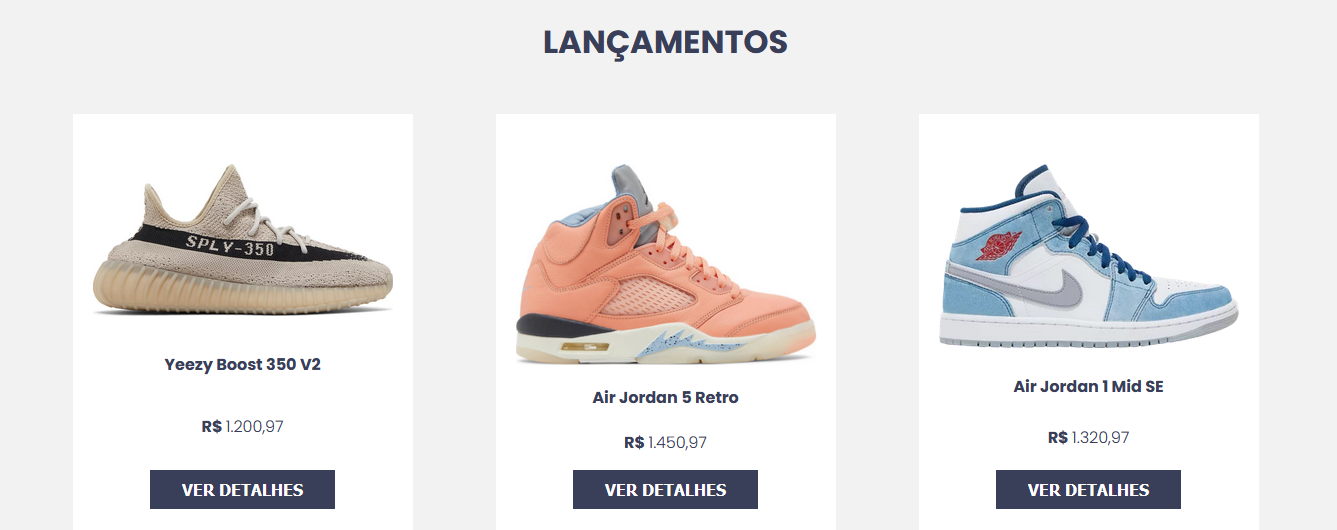 LANÇAMENTOS
SPLY-350
Yeezy Boost 350 V2
R$ 1.200,97
VER DETALHES
Air Jordan 5 Retro
R$ 1.450,97
VER DETALHES
Air Jordan 1 Mid SE
R$ 1.320,97
VER DETALHES